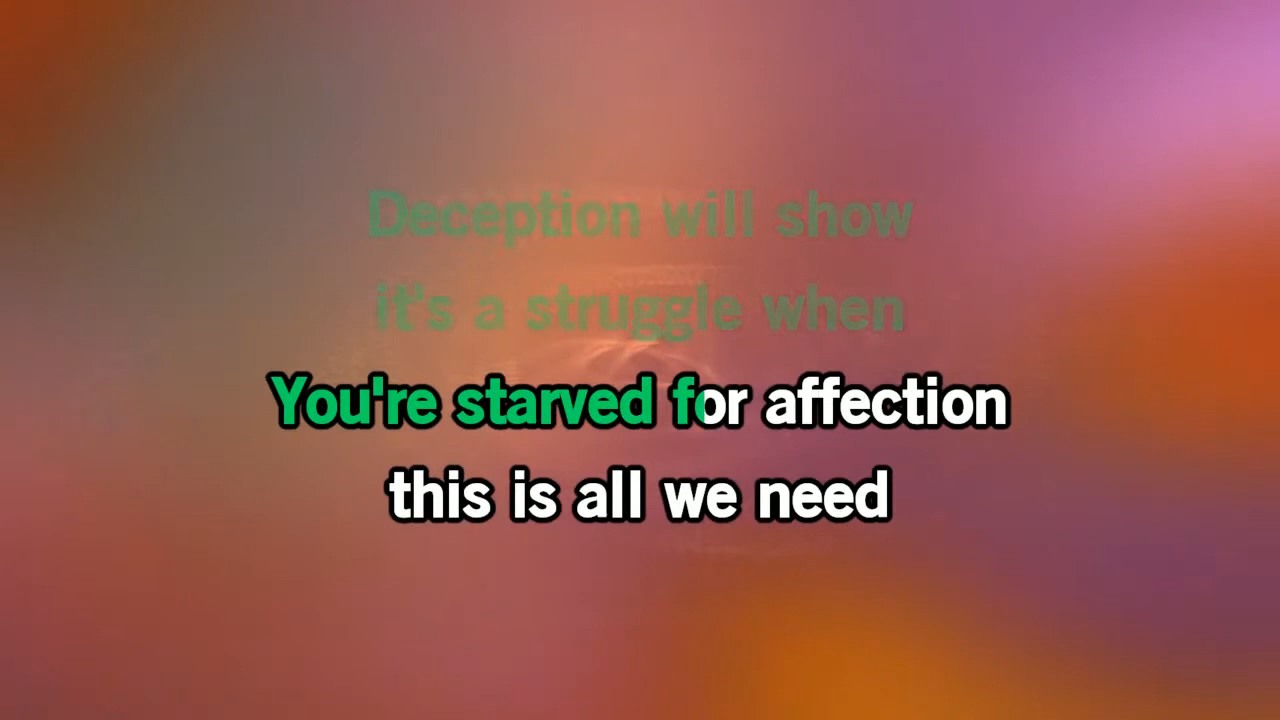 Deception will show
it's a struggle when
You're starved for affection
this is all we need